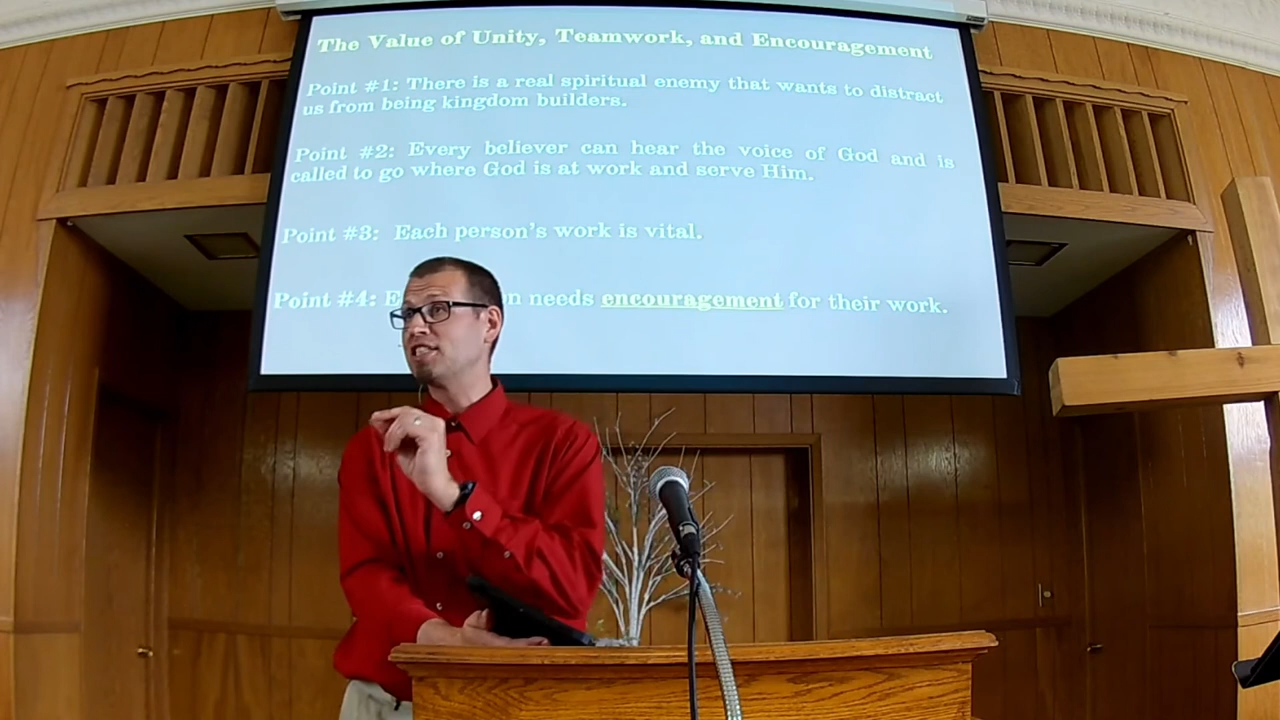 The Value of Unity, Teamwork, and Encouragement
Point #1: There is a real spiritual enemy that wants to distract
us from being kingdom builders.
Point #2: Every believer can hear the voice of God and is
called to go where God is at work and serve Him.
Point #3: Each person's work is vital.
Point #4: needs encouragement for their work.